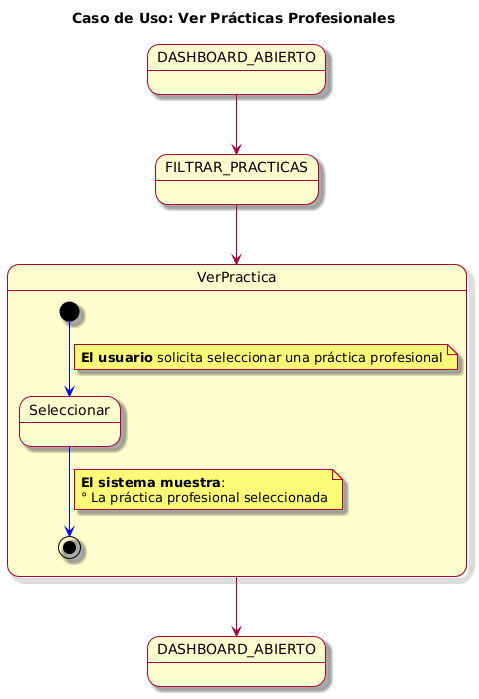 Caso de Uso: Ver Prácticas Profesionales
DASHBOARD_ABIERTO
FILTRAR_PRACTICAS
VerPractica
El usuario solicita seleccionar una práctica profesional
Seleccionar
El sistema muestra:
° La práctica profesional seleccionada
DASHBOARD_ABIERTO